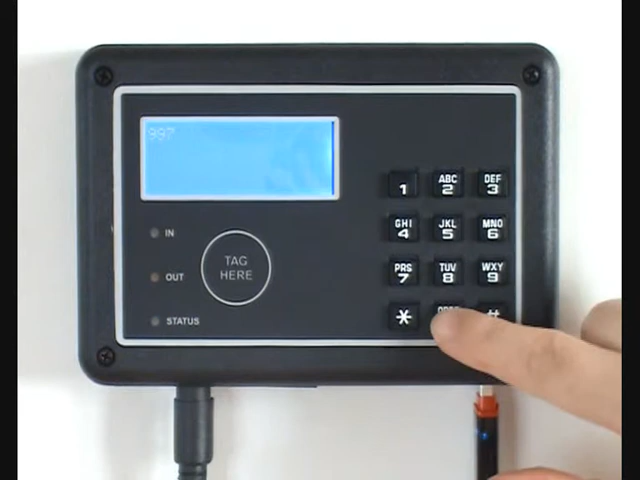 997
1
ABC
2
DEF
3
GHI
4
JKL
5
MNO
6
PRS
7
TUV
8
WXY
9
*
IN
OUT
STATUS
TAG
HERE